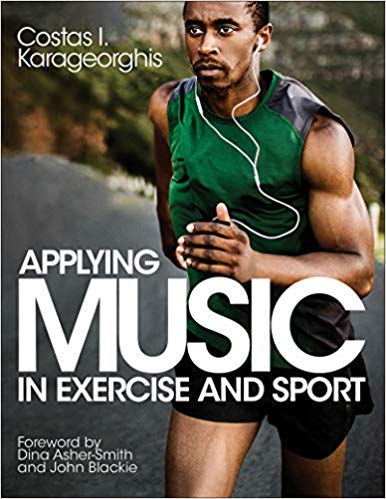 Costas I.
Karageorghis
APPLYING
MUSIC
IN EXERCISE AND SPORT
Foreword by
Dina Asher-Smith
and John Blackie